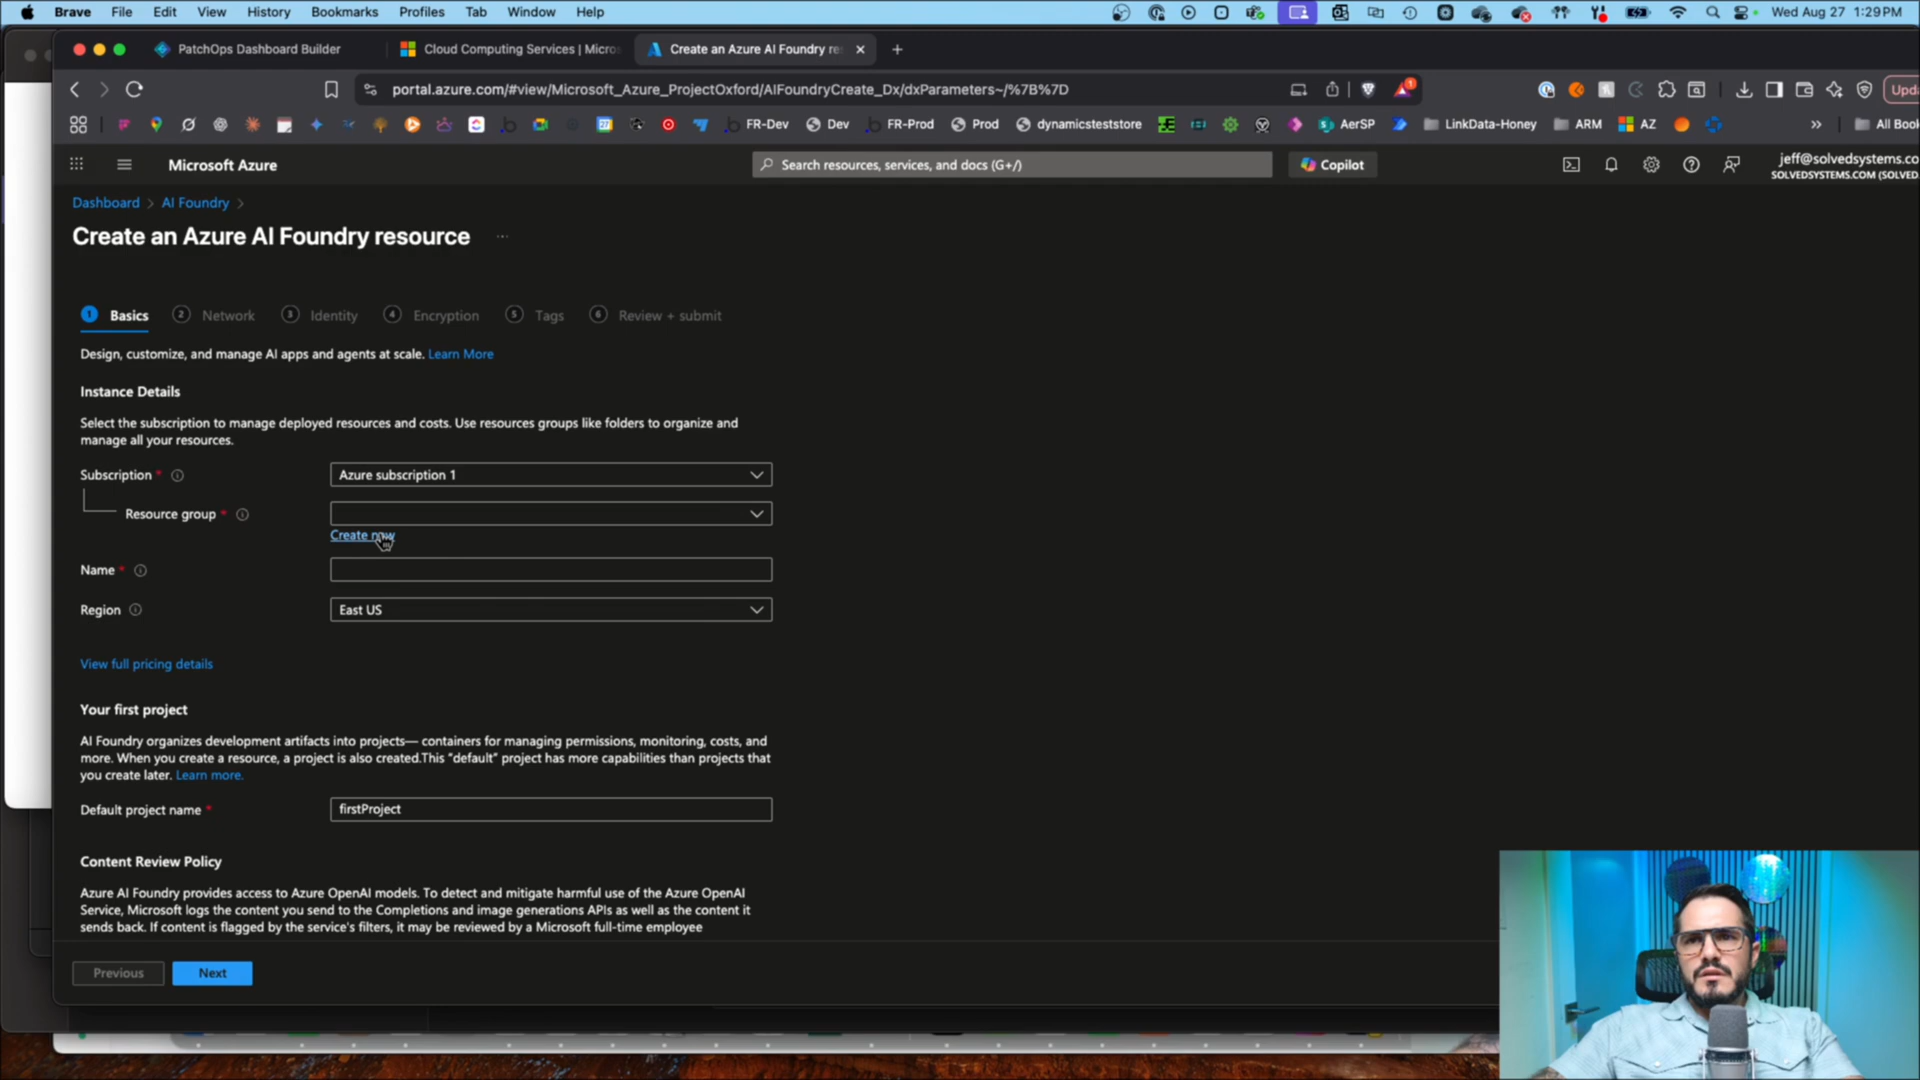 Brave File Edit View History Bookmarks Profiles Tab Window Help
Wed Aug 27 1:29 PM
PatchOps Dashboard Builder
Cloud Computing Services | Micros
Create an Azure AI Foundry re
portal.azure.com/#view/Microsoft_Azure_ProjectOxford/AIFoundryCreate_Dx/dxParameters~/%7B%7D
1
FR-Dev Dev FR-Prod Prod dynamicsteststore AerSP LinkData-Honey ARM AZ » All Book
Microsoft Azure
Search resources, services, and docs (G+/)
Copilot
jeff@solvedsystems.co
SOLVEDSYSTEMS.COM (SOLVED
Dashboard > AI Foundry >
Create an Azure AI Foundry resource ...
1 Basics 2 Network 3 Identity 4 Encryption 5 Tags 6 Review + submit
Design, customize, and manage AI apps and agents at scale. Learn More
Instance Details
Select the subscription to manage deployed resources and costs. Use resources groups like folders to organize and
manage all your resources.
Subscription * Azure subscription 1
Resource group *
Create now
Name *
Region East US
View full pricing details
Your first project
AI Foundry organizes development artifacts into projects— containers for managing permissions, monitoring, costs, and
more. When you create a resource, a project is also created.This “default” project has more capabilities than projects that
you create later. Learn more.
Default project name * firstProject
Content Review Policy
Azure AI Foundry provides access to Azure OpenAI models. To detect and mitigate harmful use of the Azure OpenAI
Service, Microsoft logs the content you send to the Completions and image generations APIs as well as the content it
sends back. If content is flagged by the service's filters, it may be reviewed by a Microsoft full-time employee
Previous Next